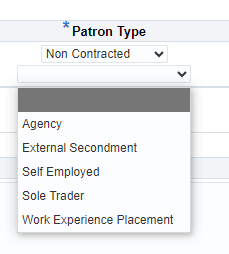 * Patron Type
Non Contracted
Agency
External Secondment
Self Employed
Sole Trader
Work Experience Placement